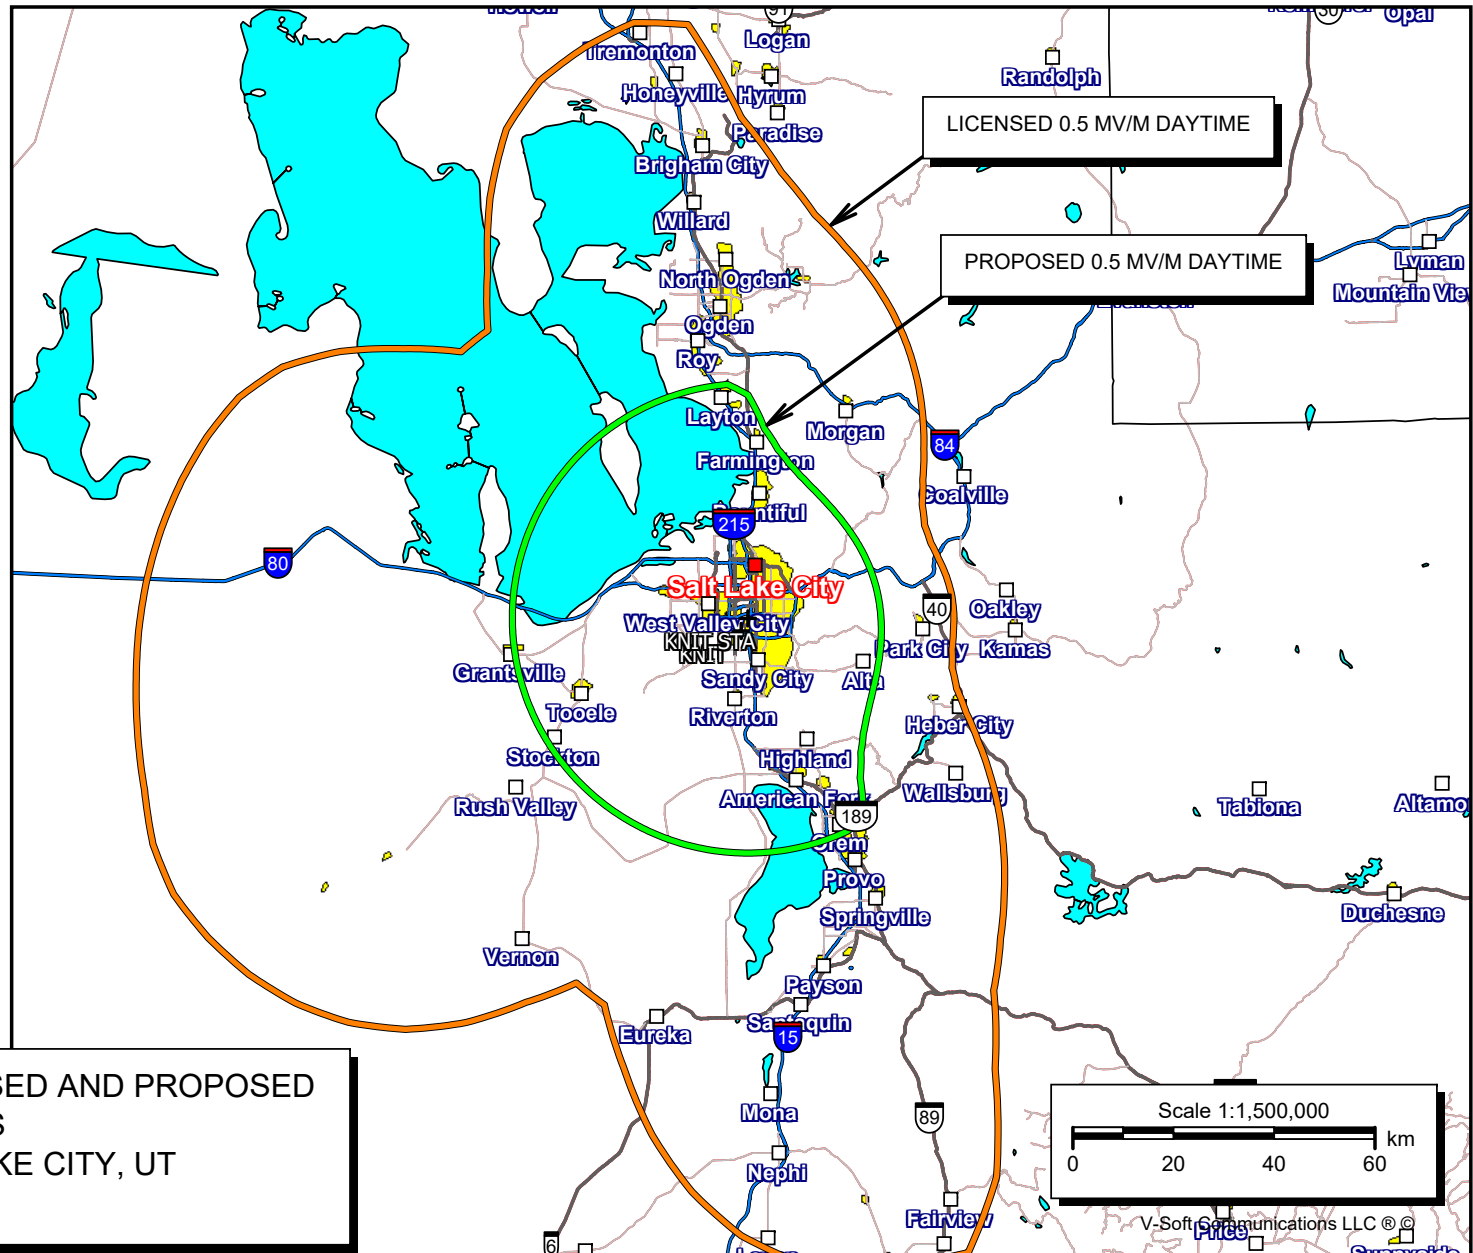 91
30
Opal
Tremonton
Logan
Randolph
Honeyville
Hyrum
Paradise
LICENSED 0.5 MV/M DAYTIME
Brigham City
Willard
PROPOSED 0.5 MV/M DAYTIME
Lyman
North Ogden
Mountain Vie
Ogden
Roy
Layton
Morgan
84
Farmington
Coalville
Bountiful
215
80
Salt Lake City
Oakley
40
West Valley City
KNIT.STA
KNIT
Park City
Kamas
Grantsville
Sandy City
Alta
Tooele
Riverton
Heber City
Stockton
Highland
Rush Valley
American Fork
Wallsburg
Tabiona
Altamo
189
Orem
Provo
Springville
Duchesne
Vernon
Payson
Santaquin
Eureka
15
SED AND PROPOSED
S
KE CITY, UT
Mona
89
Scale 1:1,500,000
km
0 20 40 60
Nephi
Fairview
V-Soft Communications LLC ® ©
Price
6